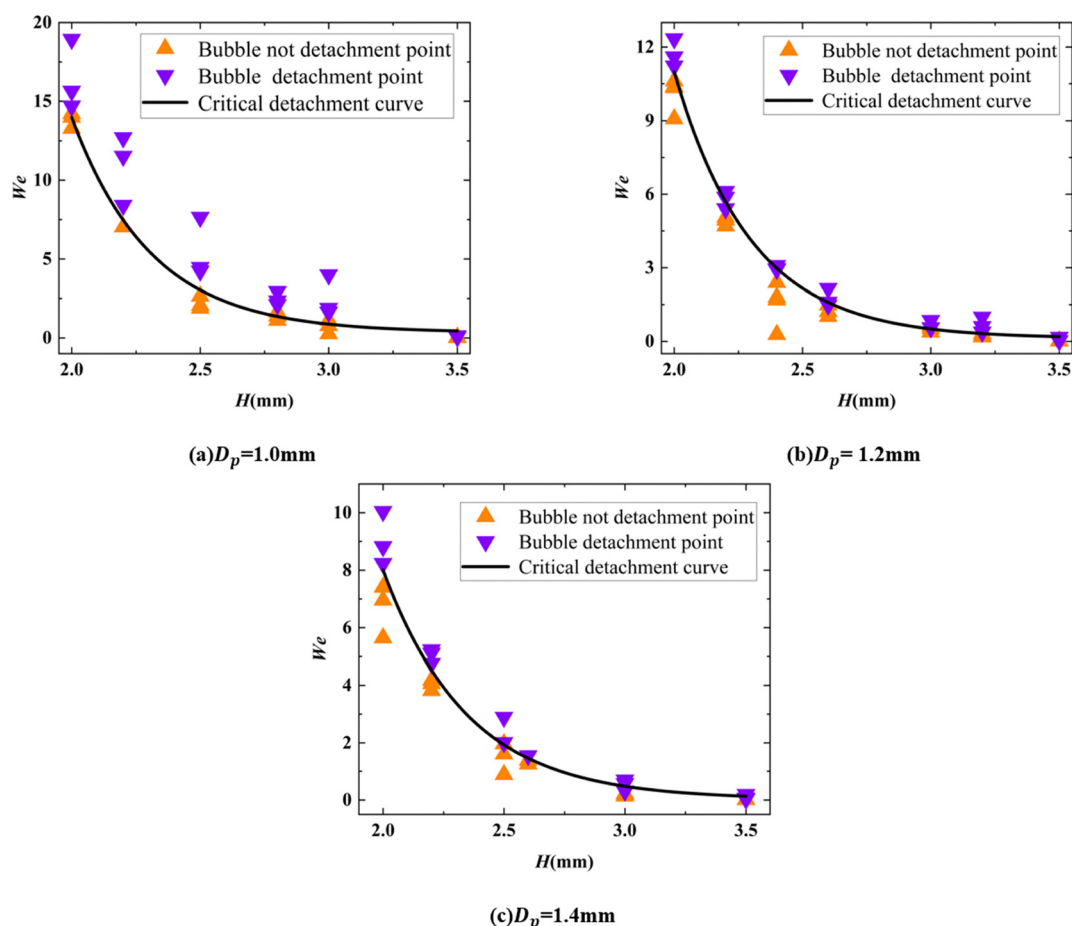 20
15
10
5
0
We
Bubble not detachment point
Bubble detachment point
Critical detachment curve
2.0 2.5 3.0 3.5
H(mm)
(a)Dp=1.0mm
12
9
6
3
0
We
Bubble not detachment point
Bubble detachment point
Critical detachment curve
2.0 2.5 3.0 3.5
H(mm)
(b)Dp= 1.2mm
10
8
6
4
2
0
We
Bubble not detachment point
Bubble detachment point
Critical detachment curve
2.0 2.5 3.0 3.5
H(mm)
(c)Dp=1.4mm